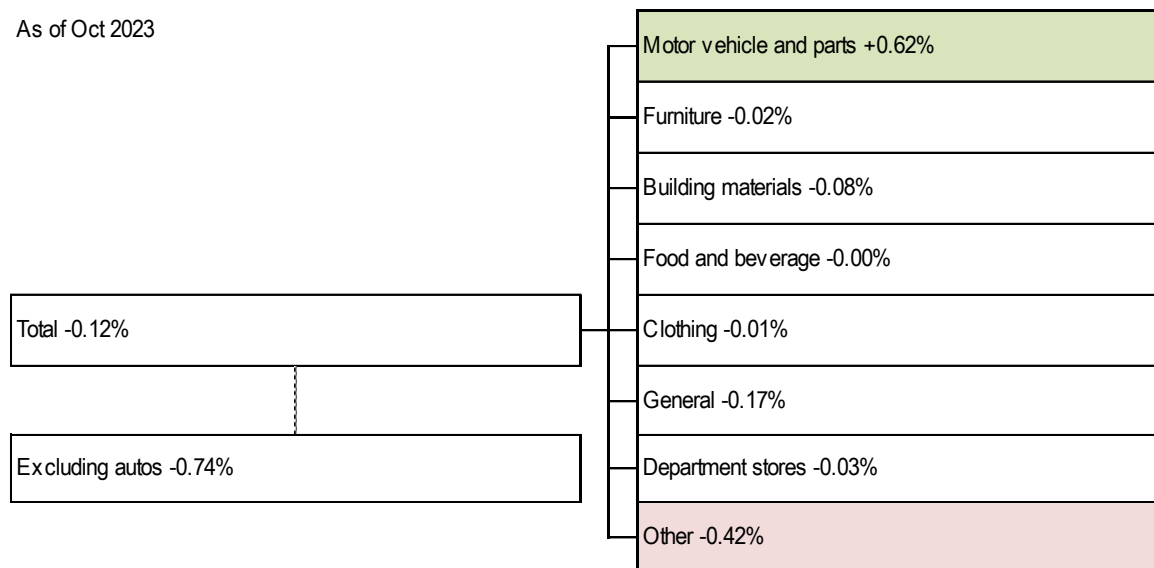 As of Oct 2023
Motor vehicle and parts +0.62%
Furniture -0.02%
Building materials -0.08%
Food and beverage -0.00%
Total -0.12%
Clothing -0.01%
General -0.17%
Excluding autos -0.74%
Department stores -0.03%
Other -0.42%